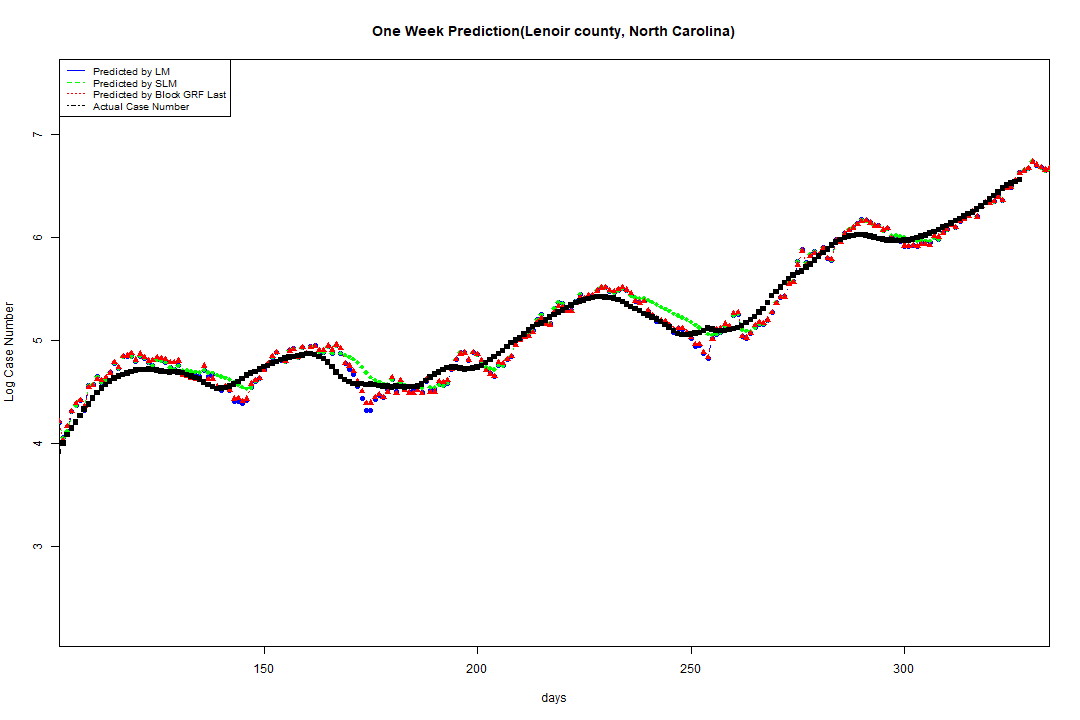 One Week Prediction(Lenoir county, North Carolina)
Predicted by LM
Predicted by SLM
Predicted by Block GRF Last
Actual Case Number
7
6
5
4
3
Log Case Number
150 200 250 300
days